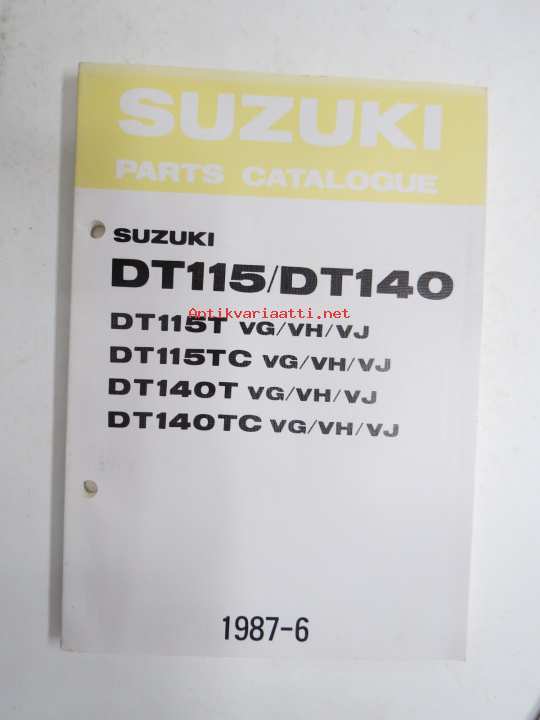 SUZUKI
PARTS CATALOGUE
SUZUKI
DT115/DT140
Antikvariaatti.net
DT115T VG/VH/VJ
DT115TC VG/VH/VJ
DT140T VG/VH/VJ
DT140TC VG/VH/VJ
1987-6